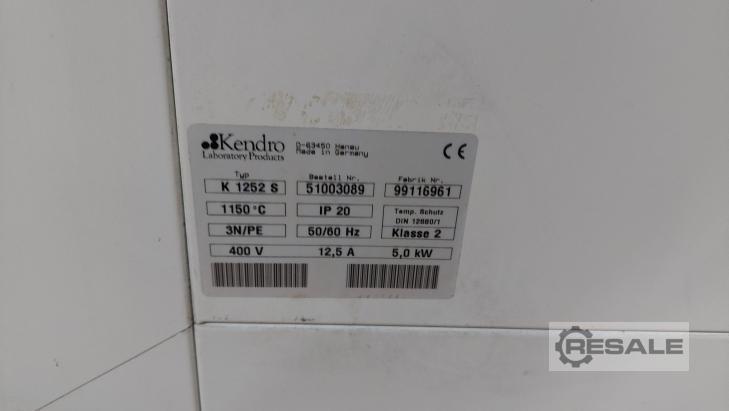 Kendro
Laboratory Products
D-63450 Hanau
Made in Germany
CE
Typ
K 1252 S
Bestell Nr.
51003089
Fabrik Nr.
99116961
1150 °C
IP 20
Temp. Schutz
DIN 12880/1
Klasse 2
3N/PE
50/60 Hz
400 V
12,5 A
5,0 kW
RESALE